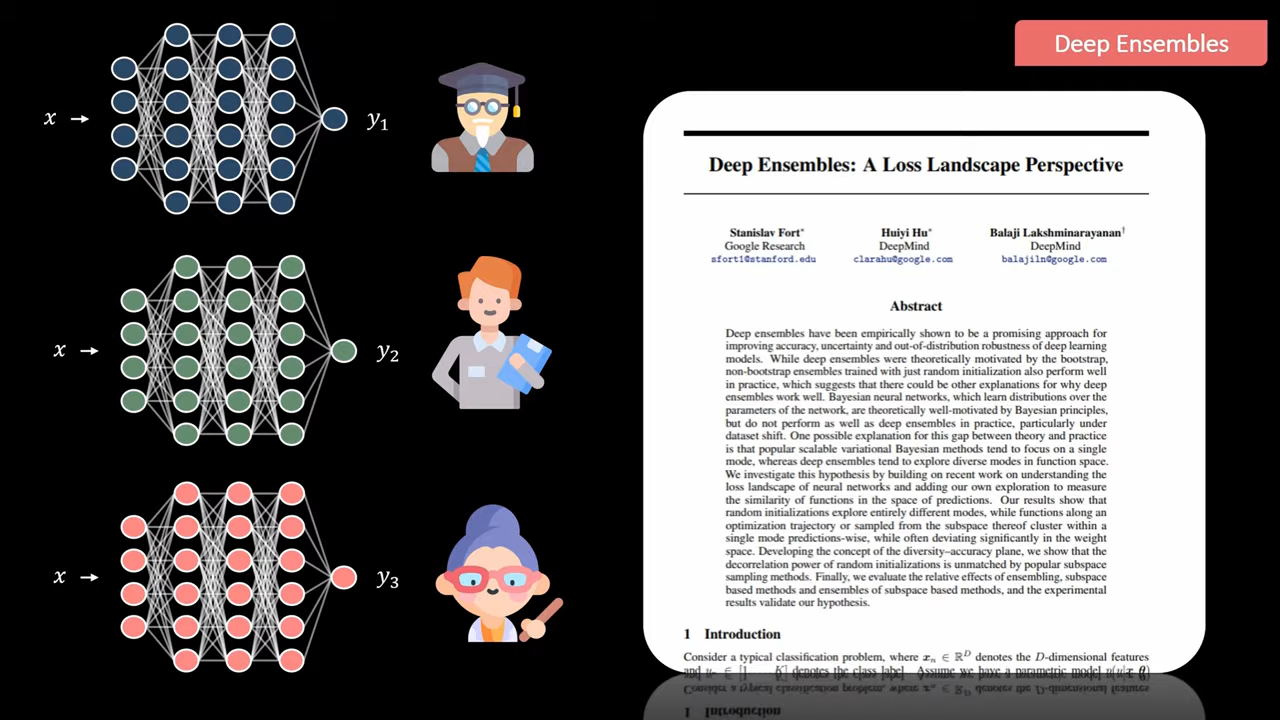 Deep Ensembles
x → y₁
x → y₂
x → y₃
Deep Ensembles: A Loss Landscape Perspective
Stanislav Fort* Huiyi Hu* Balaji Lakshminarayanan†
Google Research DeepMind DeepMind
sfort1@stanford.edu clarahu@google.com balajiln@google.com
Abstract
Deep ensembles have been empirically shown to be a promising approach for
improving accuracy, uncertainty and out-of-distribution robustness of deep learning
models. While deep ensembles were theoretically motivated by the bootstrap,
non-bootstrap ensembles trained with just random initialization also perform well
in practice, which suggests that there could be other explanations for why deep
ensembles work well. Bayesian neural networks, which learn distributions over the
parameters of the network, are theoretically well-motivated by Bayesian principles,
but do not perform as well as deep ensembles in practice, particularly under
dataset shift. One possible explanation for this gap between theory and practice
is that popular scalable variational Bayesian methods tend to focus on a single
mode, whereas deep ensembles tend to explore diverse modes in function space.
We investigate this hypothesis by building on recent work on understanding the
loss landscape of neural networks and adding our own exploration to measure
the similarity of functions in the space of predictions. Our results show that
random initializations explore entirely different modes, while functions along an
optimization trajectory or sampled from the subspace thereof cluster within a
single mode predictions-wise, while often deviating significantly in the weight
space. Developing the concept of the diversity–accuracy plane, we show that the
decorrelation power of random initializations is unmatched by popular subspace
sampling methods. Finally, we evaluate the relative effects of ensembling, subspace
based methods and ensembles of subspace based methods, and the experimental
results validate our hypothesis.
1 Introduction
Consider a typical classification problem, where xₙ ∈ ℝᴰ denotes the D-dimensional features
denotes the class label. Assume we have a parametric model